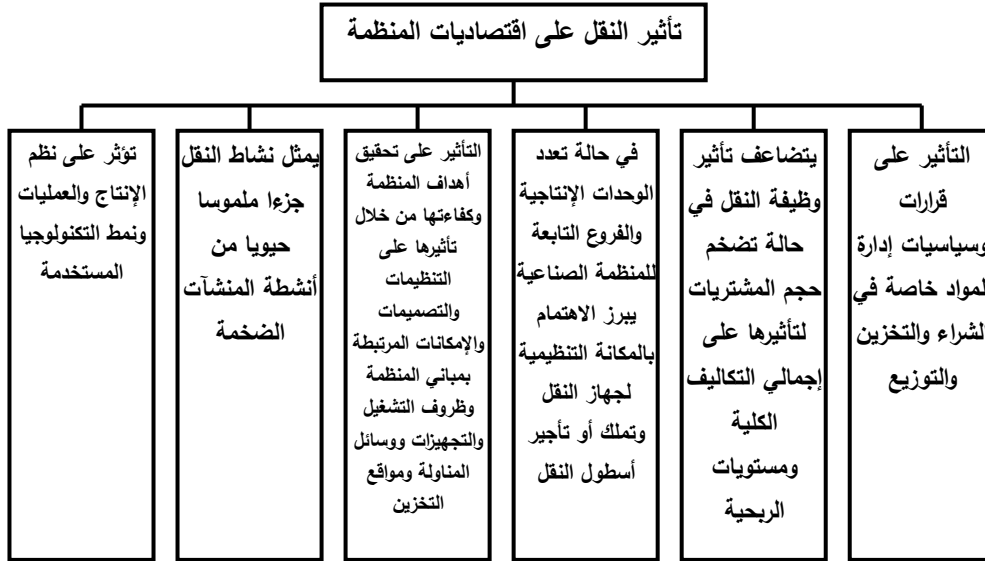 تأثير النقل على اقتصاديات المنظمة
التأثير على
قرارات
وسياسيات إدارة
المواد خاصة في
الشراء والتخزين
والتوزيع
يتضاعف تأثير
وظيفة النقل في
حالة تضخم
حجم المشتريات
لتأثيرها على
إجمالي التكاليف
الكلية
ومستويات
الربحية
في حالة تعدد
الوحدات الإنتاجية
والفروع التابعة
للمنظمة الصناعية
يبرز الاهتمام
بالمكانة التنظيمية
لجهاز النقل
وتملك أو تأجير
أسطول النقل
التأثير على تحقيق
أهداف المنظمة
وكفاءتها من خلال
تأثيرها على
التنظيمات
والتصميمات
والإمكانات المرتبطة
بمباني المنظمة
وظروف التشغيل
والتجهيزات ووسائل
المناولة ومواقع
التخزين
يمثل نشاط النقل
جزءا ملموسا
حيويا من
أنشطة المنشآت
الضخمة
تؤثر على نظم
الإنتاج والعمليات
ونمط التكنولوجيا
المستخدمة